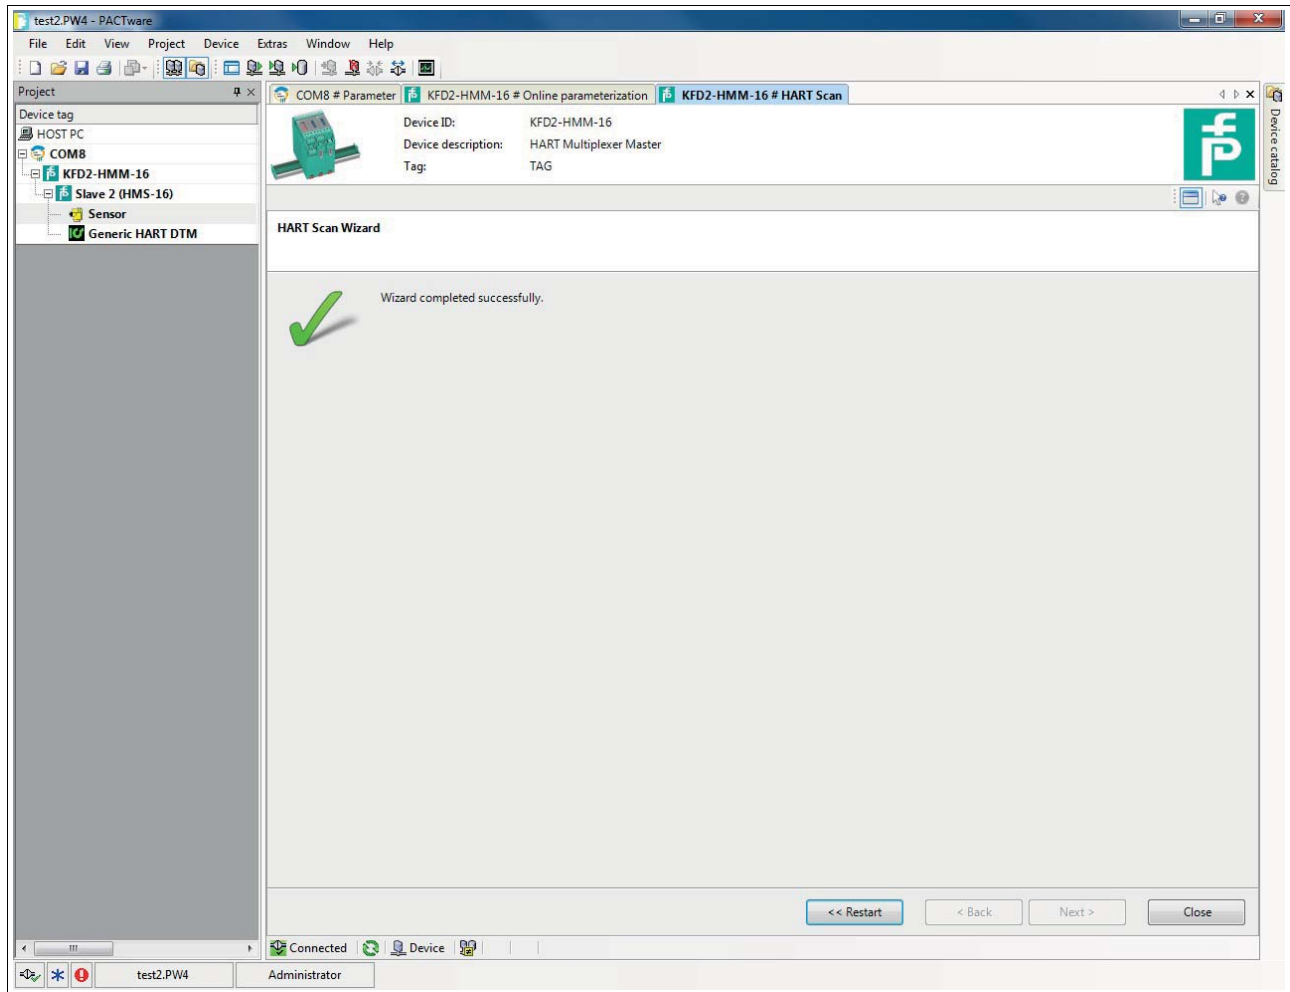 test2.PW4 - PACTware
File Edit View Project Device Extras Window Help
Project
Device tag
HOST PC
COM8
KFD2-HMM-16
Slave 2 (HMS-16)
Sensor
Generic HART DTM
COM8 # Parameter KFD2-HMM-16 # Online parameterization KFD2-HMM-16 # HART Scan
Device ID: KFD2-HMM-16
Device description: HART Multiplexer Master
Tag: TAG
Device catalog
HART Scan Wizard
Wizard completed successfully.
<< Restart < Back Next > Close
Connected Device
test2.PW4 Administrator